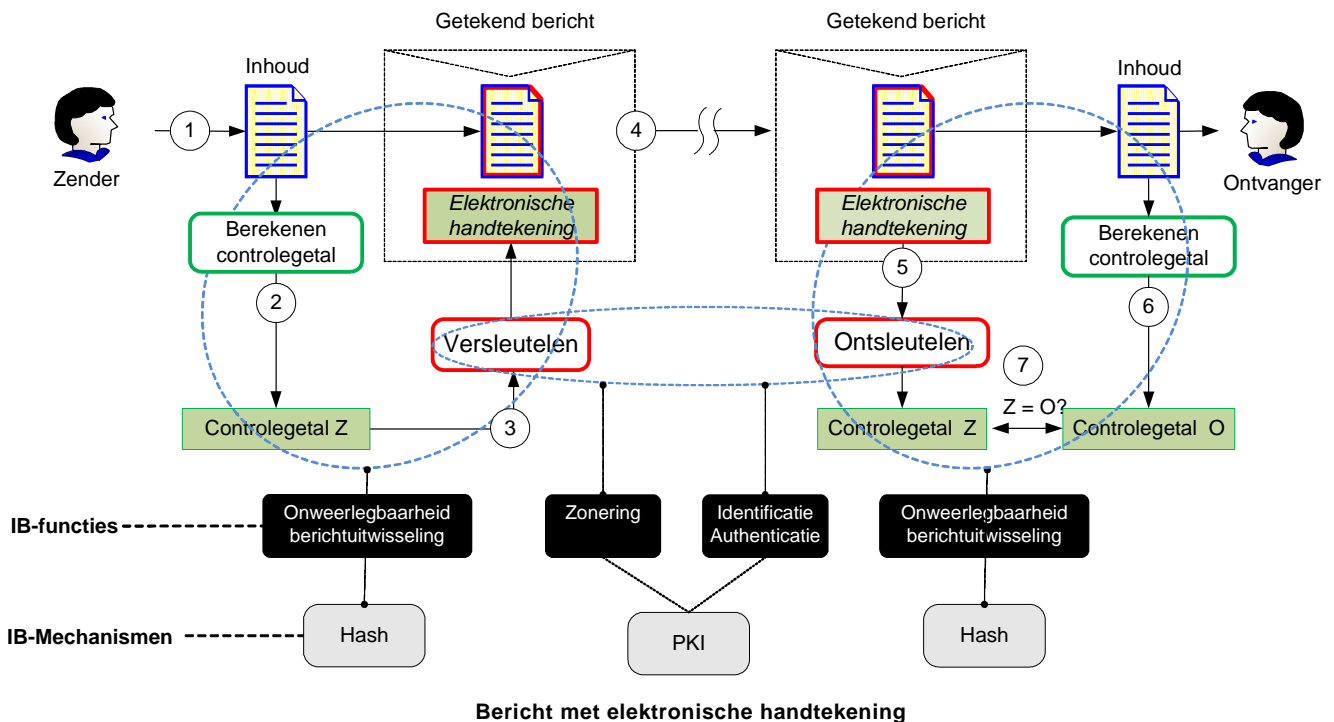 Getekend bericht
Getekend bericht
Inhoud
Inhoud
1
4
Zender
Ontvanger
Elektronische
handtekening
Elektronische
handtekening
Berekenen
controlegetal
Berekenen
controlegetal
2
5
6
Versleutelen
Ontsleutelen
7
Z = O?
Controlegetal Z
3
Controlegetal Z
Controlegetal O
IB-functies
Onweerlegbaarheid
berichtuitwisseling
Zonering
Identificatie
Authenticatie
Onweerlegbaarheid
berichtuitwisseling
IB-Mechanismen
Hash
PKI
Hash
Bericht met elektronische handtekening